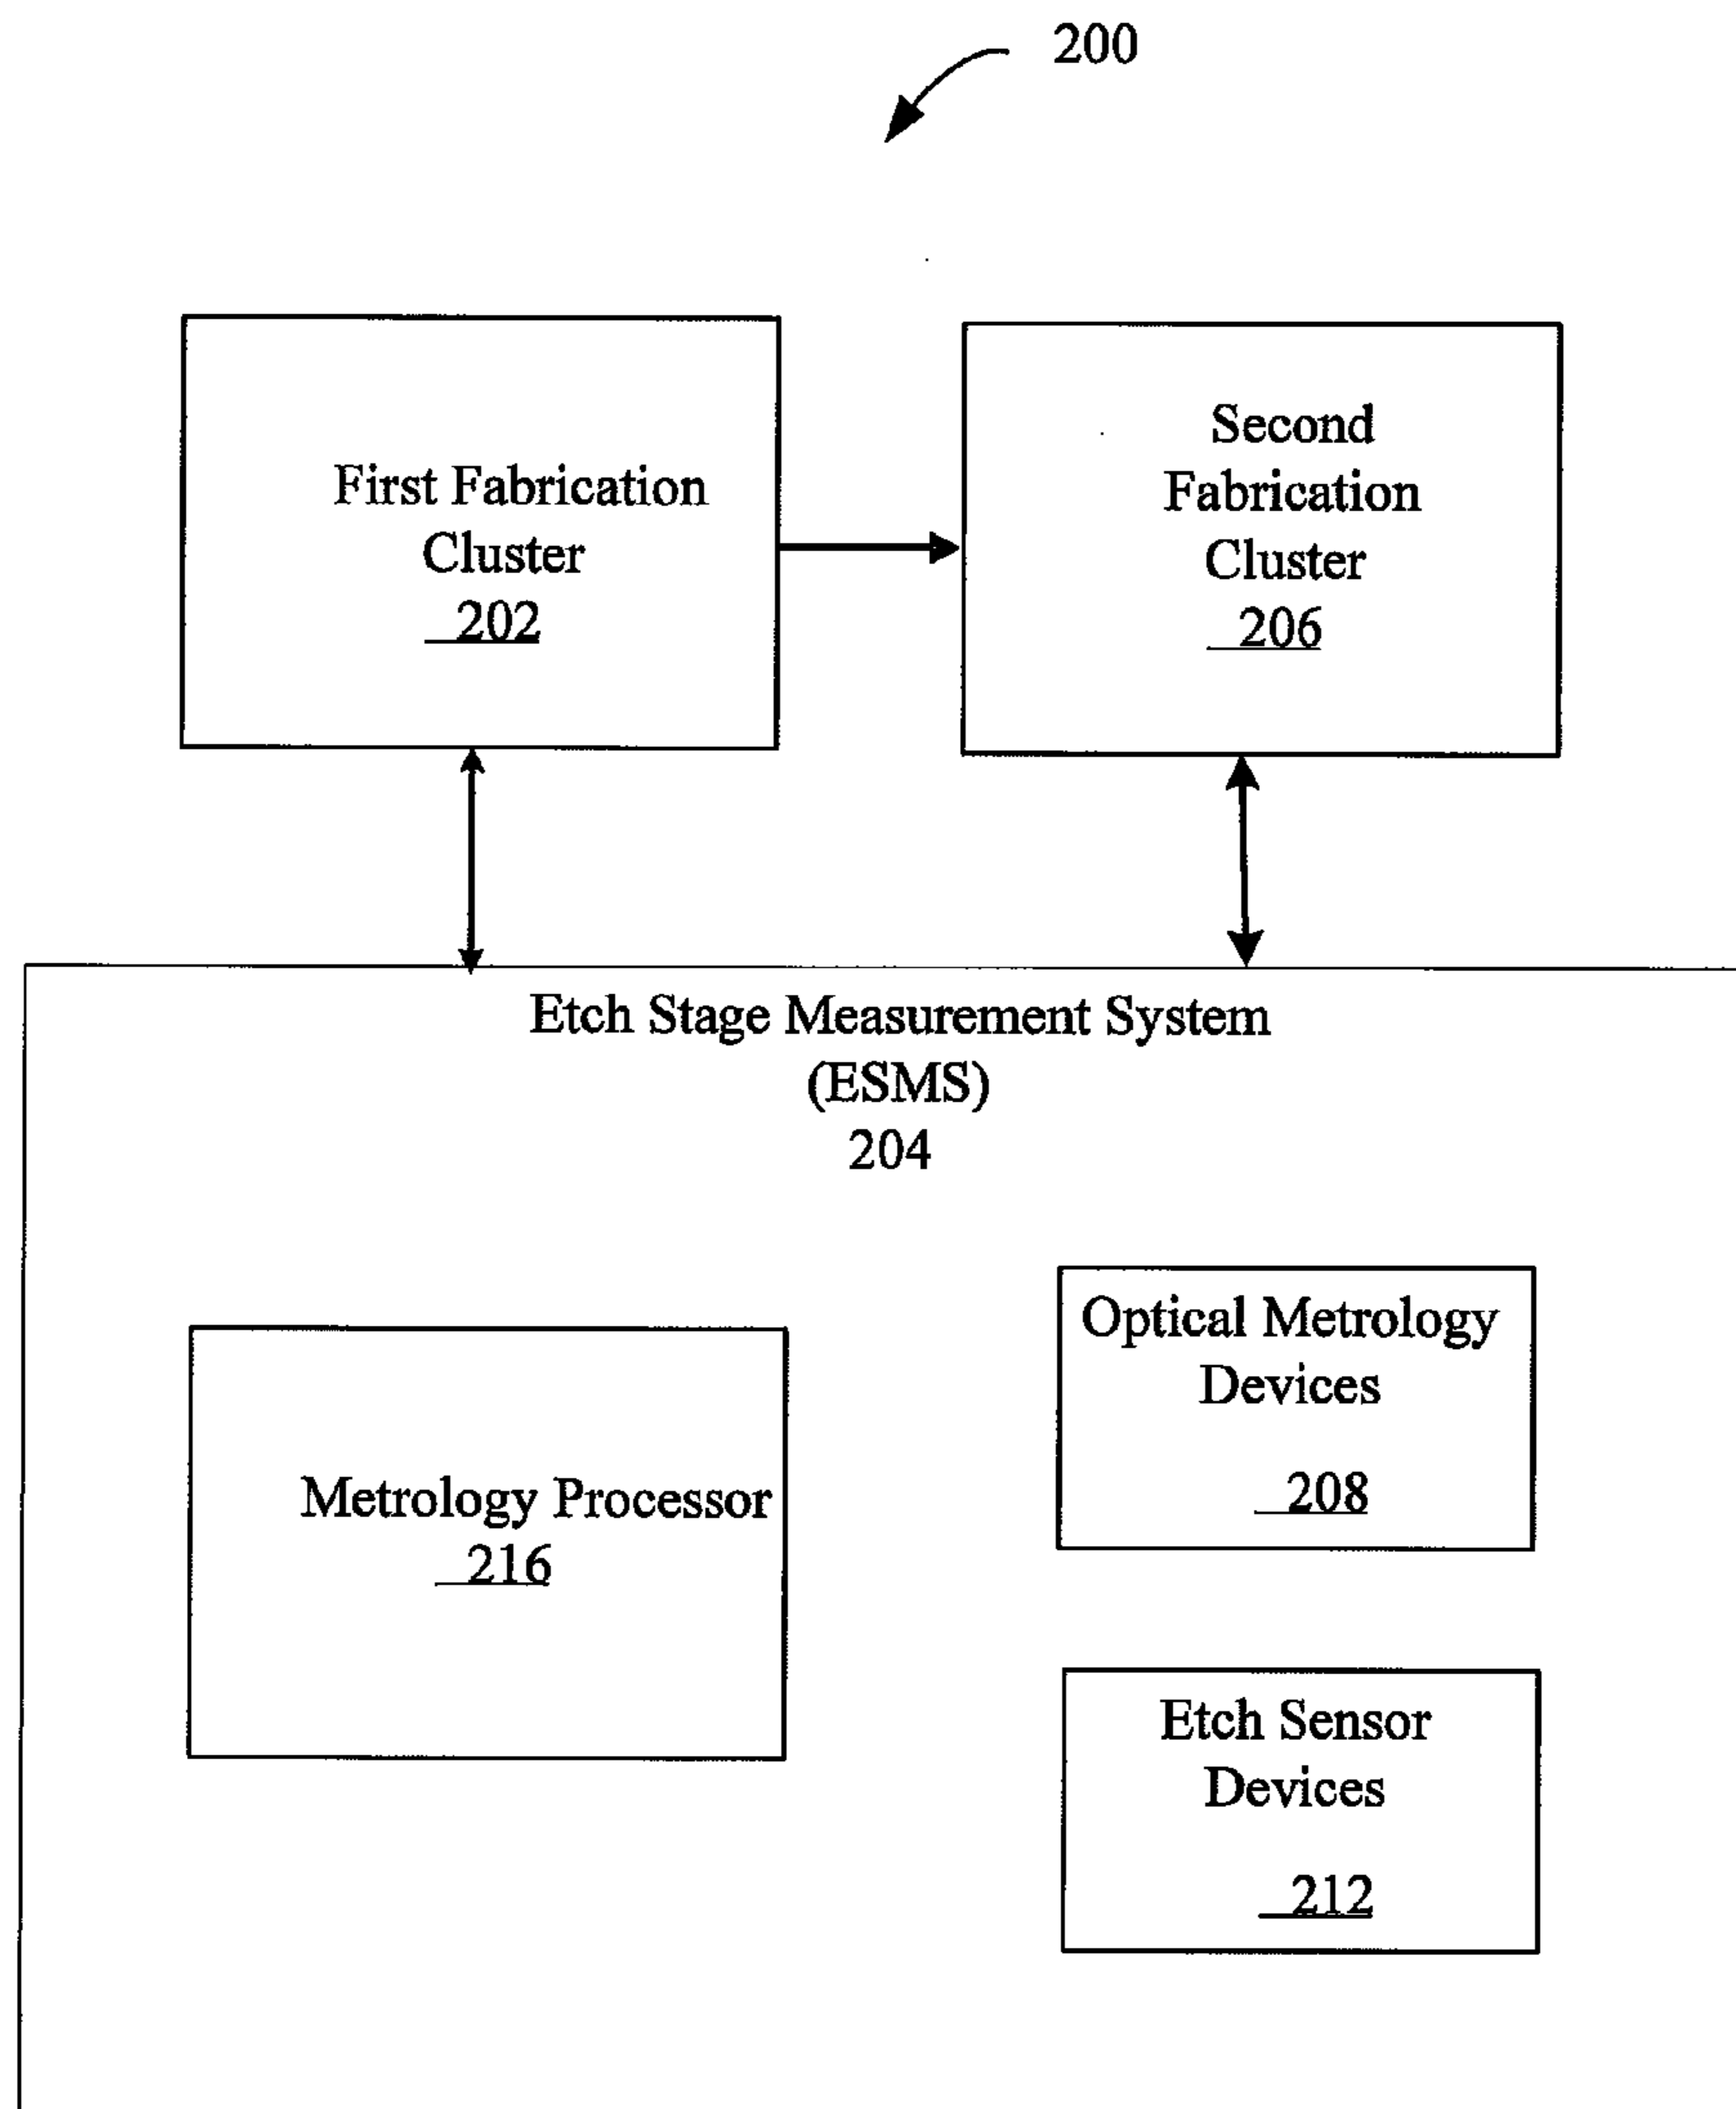 200
First Fabrication
Cluster
202
Second
Fabrication
Cluster
206
Etch Stage Measurement System
(ESMS)
204
Metrology Processor
216
Optical Metrology
Devices
208
Etch Sensor
Devices
212